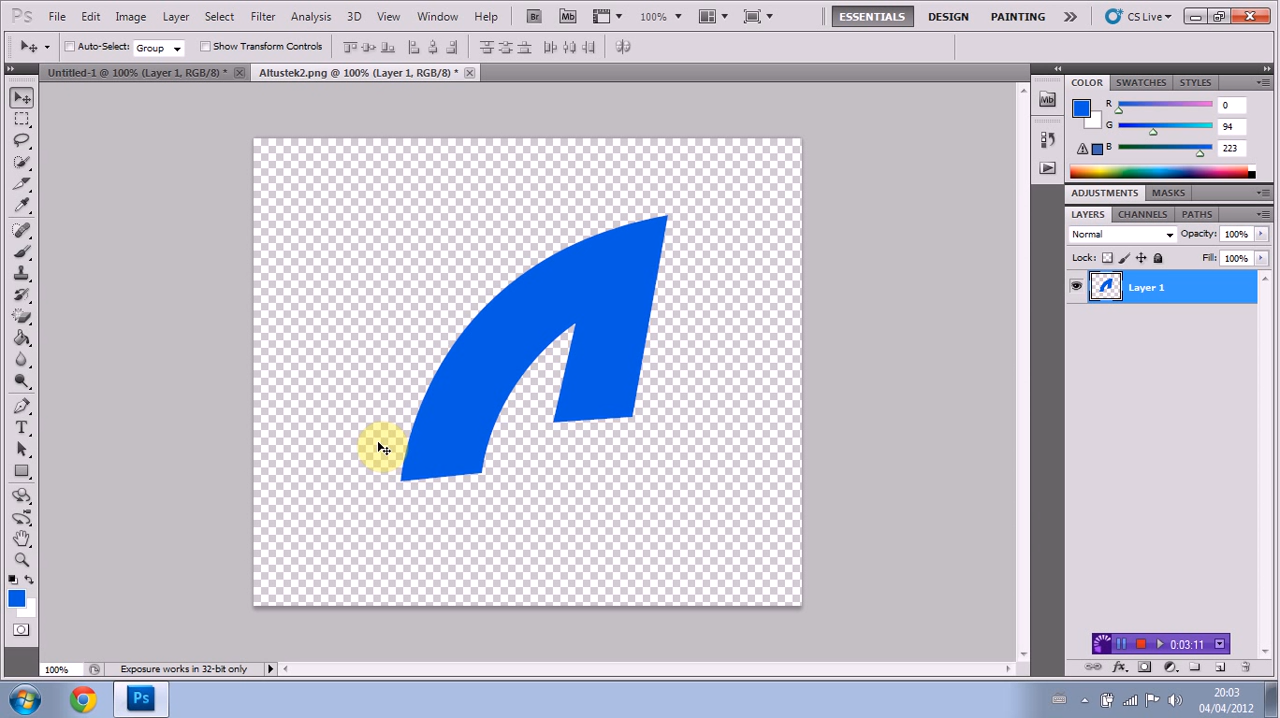 Ps File Edit Image Layer Select Filter Analysis 3D View Window Help Br Mb 100% ESSENTIALS DESIGN PAINTING CS Live
Auto-Select: Group Show Transform Controls
Untitled-1 @ 100% (Layer 1, RGB/8) * Altustek2.png @ 100% (Layer 1, RGB/8) *
Mb
COLOR SWATCHES STYLES
R 0
G 94
B 223
ADJUSTMENTS MASKS
LAYERS CHANNELS PATHS
Normal Opacity: 100%
Lock: Fill: 100%
Layer 1
T
0:03:11
100% Exposure works in 32-bit only
fx
Ps
20:03
04/04/2012